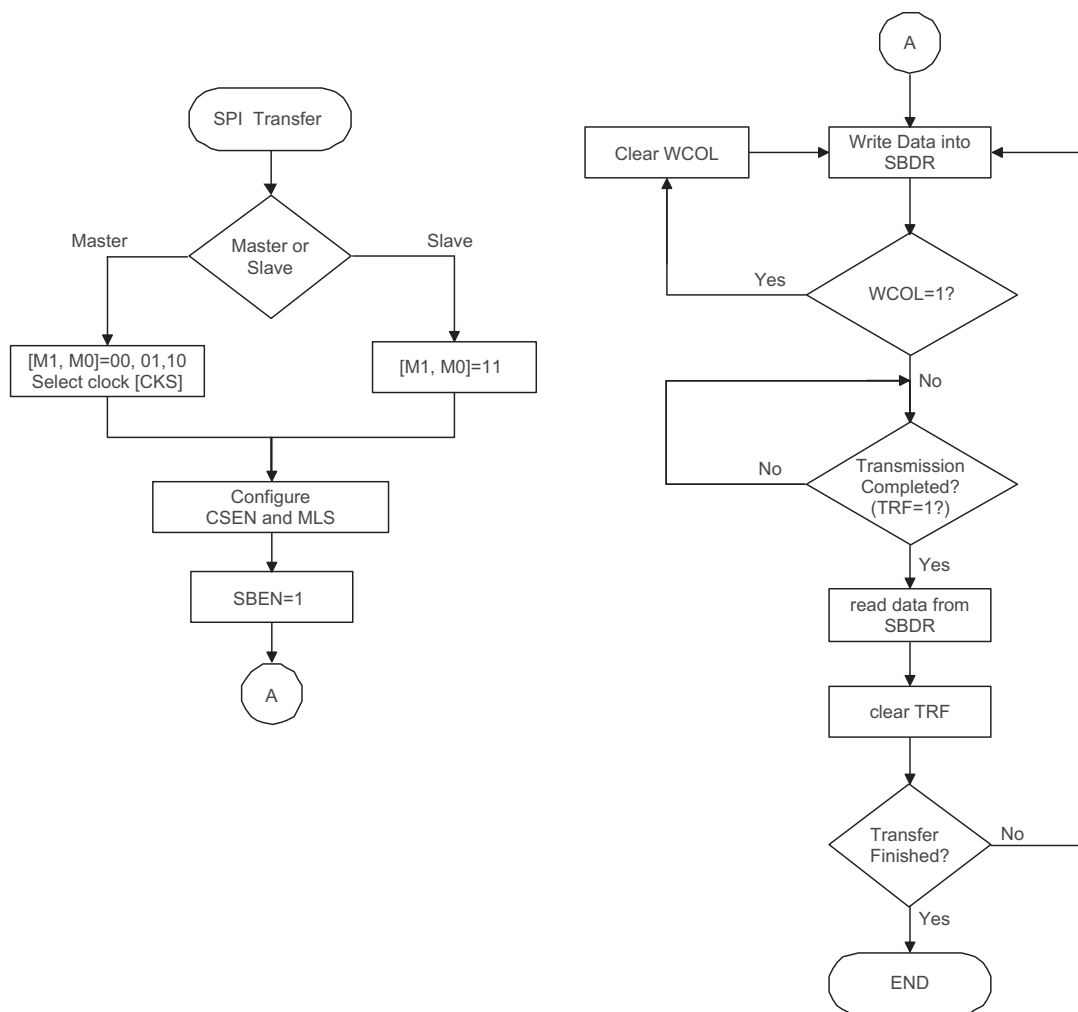 SPI Transfer
Master or
Slave
Master
Slave
[M1, M0]=00, 01,10
Select clock [CKS]
[M1, M0]=11
Configure
CSEN and MLS
SBEN=1
A
A
Write Data into
SBDR
Clear WCOL
Yes
WCOL=1?
No
No
Transmission
Completed?
(TRF=1?)
Yes
read data from
SBDR
clear TRF
Transfer
Finished?
No
Yes
END